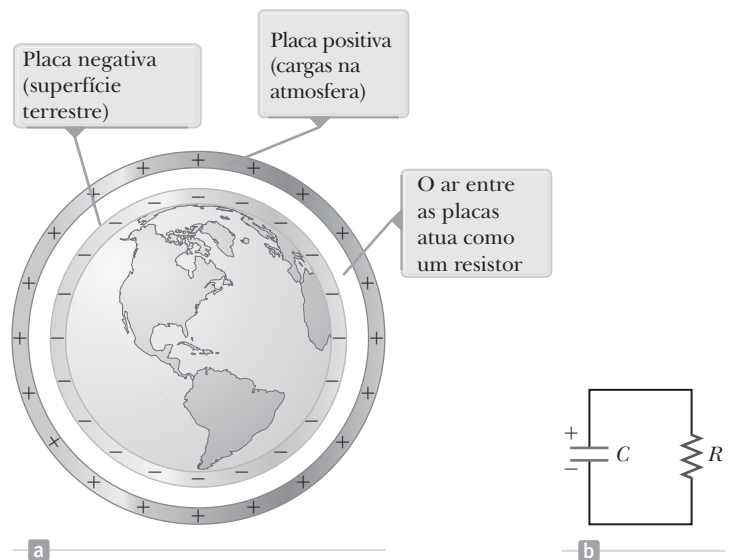 Placa negativa
(superfície
terrestre)
Placa positiva
(cargas na
atmosfera)
O ar entre
as placas
atua como
um resistor
+
−
C
R
a
b